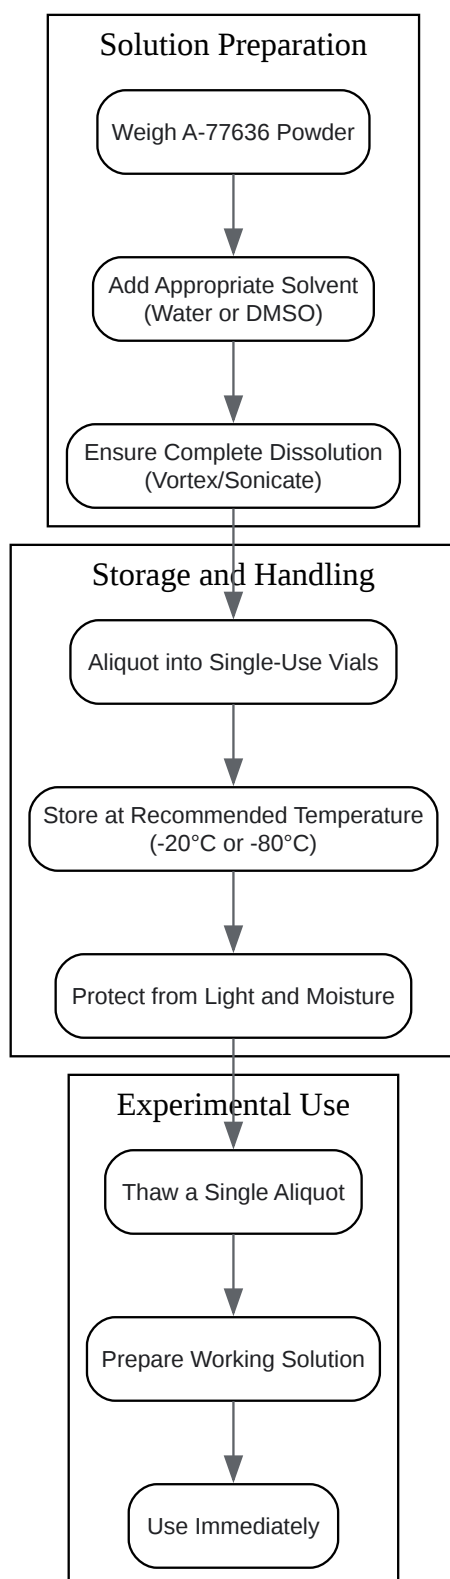 Solution Preparation
Weigh A-77636 Powder
Add Appropriate Solvent
(Water or DMSO)
Ensure Complete Dissolution
(Vortex/Sonicate)
Storage and Handling
Aliquot into Single-Use Vials
Store at Recommended Temperature
(-20°C or -80°C)
Protect from Light and Moisture
Experimental Use
Thaw a Single Aliquot
Prepare Working Solution
Use Immediately